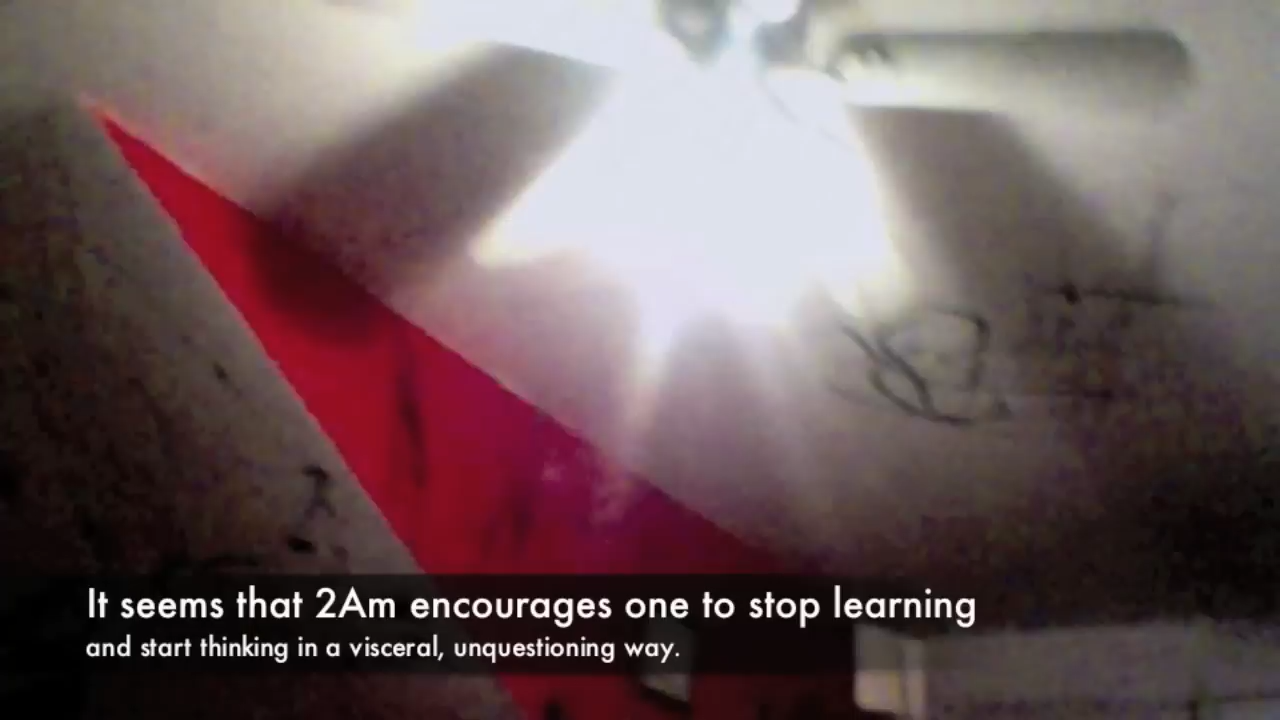 It seems that 2Am encourages one to stop learning
and start thinking in a visceral, unquestioning way.